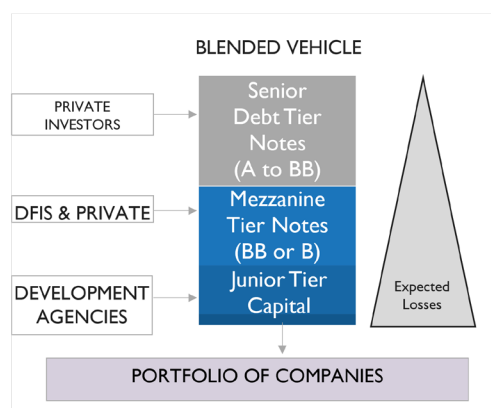 BLENDED VEHICLE
PRIVATE
INVESTORS
Senior
Debt Tier
Notes
(A to BB)
DFIS & PRIVATE
Mezzanine
Tier Notes
(BB or B)
DEVELOPMENT
AGENCIES
Junior Tier
Capital
Expected
Losses
PORTFOLIO OF COMPANIES